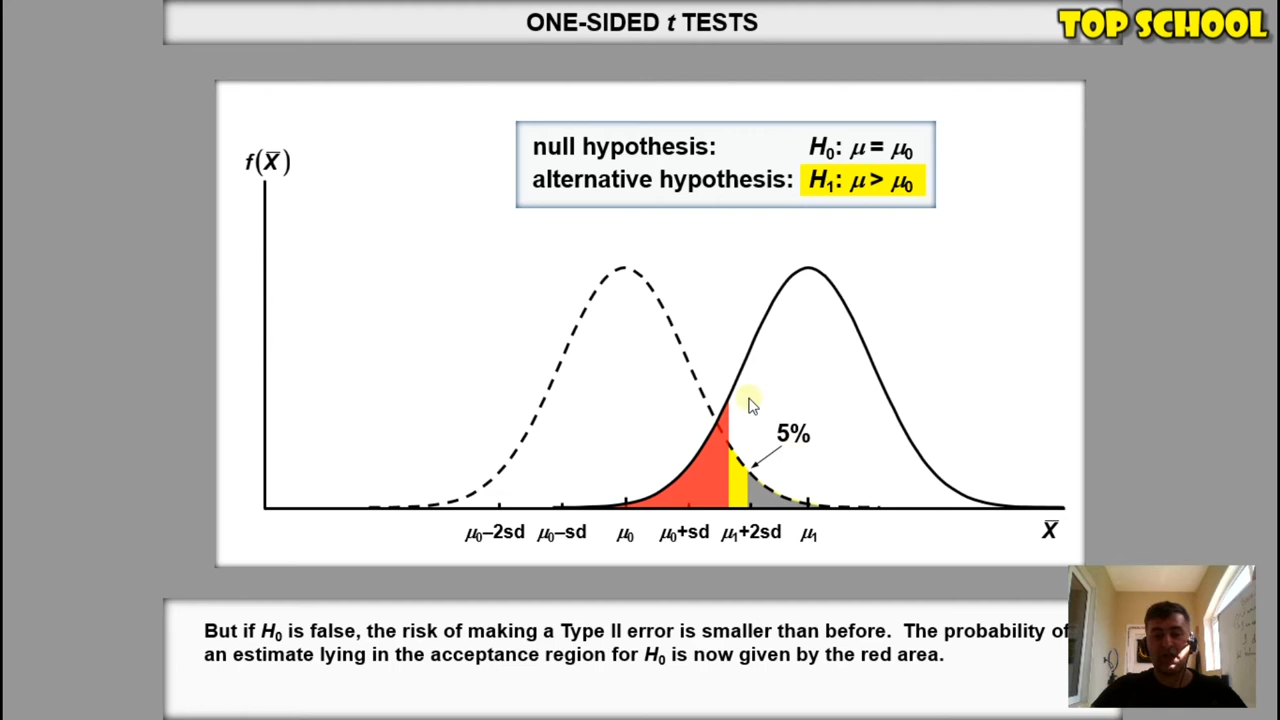 ONE-SIDED t TESTS
TOP SCHOOL
null hypothesis: H₀: μ = μ₀
alternative hypothesis: H₁: μ > μ₀
f(X̅)
5%
μ₀–2sd μ₀–sd μ₀ μ₀+sd μ₁+2sd μ₁ X̅
But if H₀ is false, the risk of making a Type II error is smaller than before. The probability of
an estimate lying in the acceptance region for H₀ is now given by the red area.